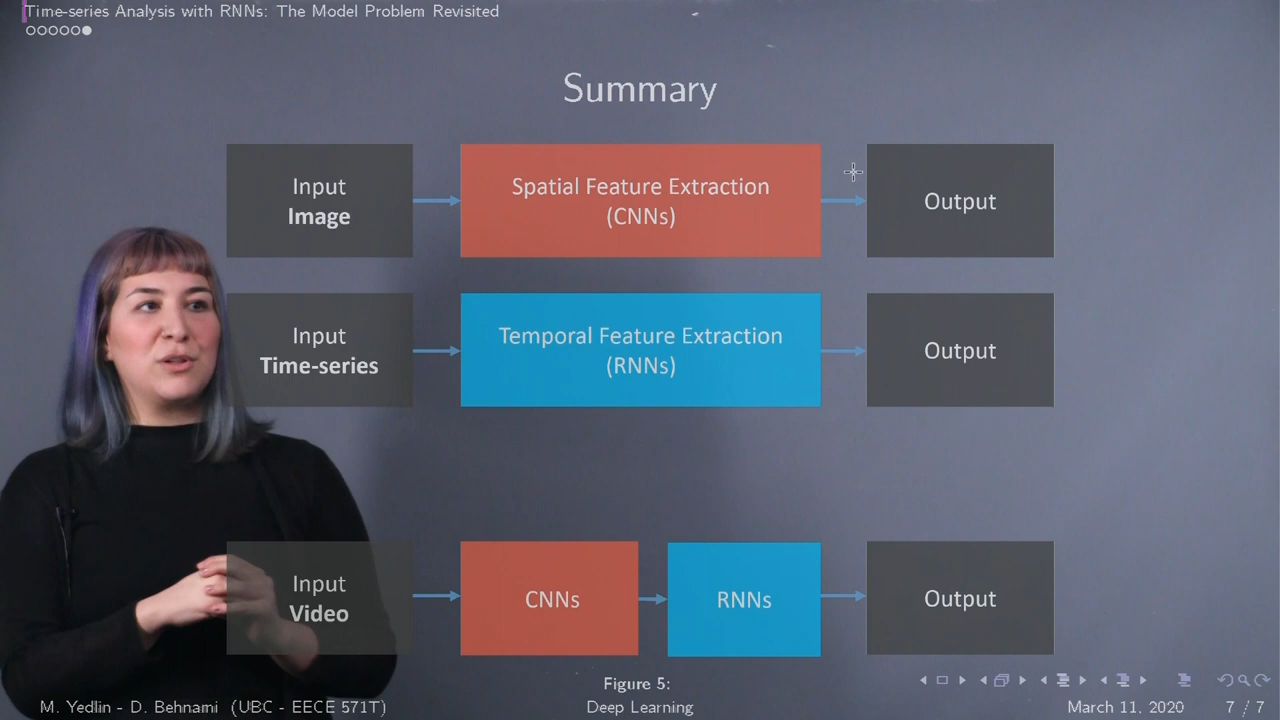 Time-series Analysis with RNNs: The Model Problem Revisited
Summary
Input
Image
Spatial Feature Extraction
(CNNs)
Output
Input
Time-series
Temporal Feature Extraction
(RNNs)
Output
Input
Video
CNNs
RNNs
Output
Figure 5:
M. Yedlin - D. Behnami (UBC - EECE 571T)
Deep Learning
March 11, 2020
7 / 7